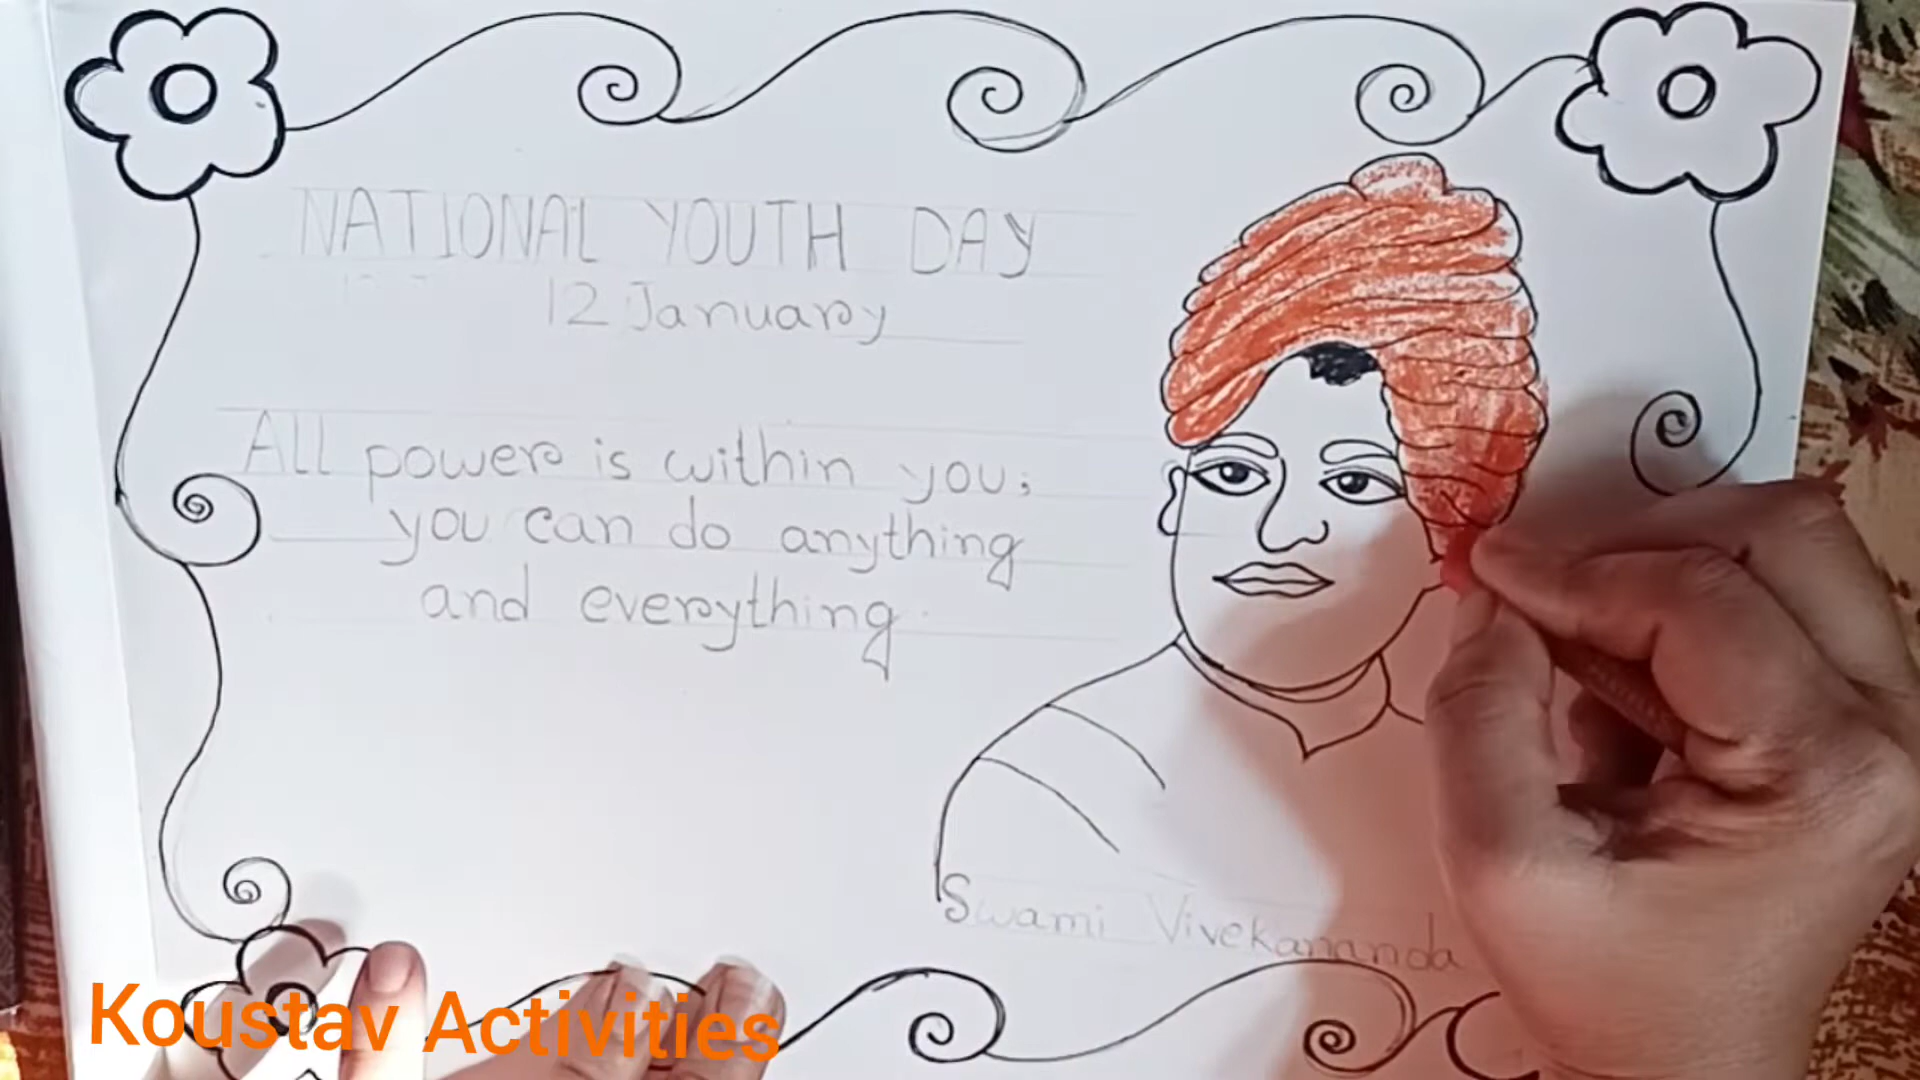 NATIONAL YOUTH DAY
12 January
All power is within you;
you can do anything
and everything.
Swami Vivekananda
Koustav Activities